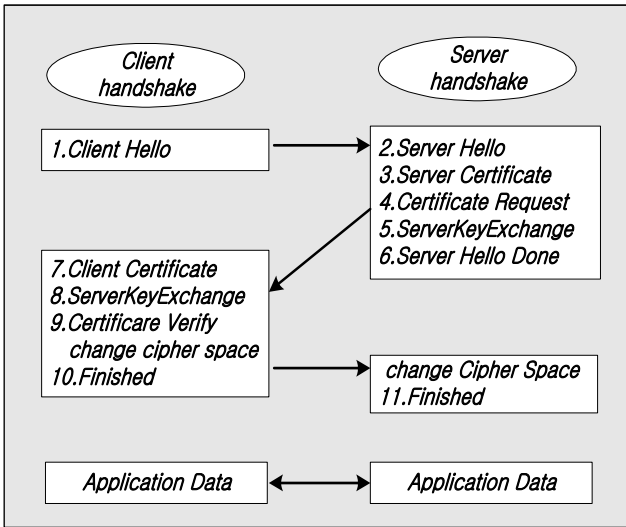 Client
handshake
Server
handshake
1.Client Hello
2.Server Hello
3.Server Certificate
4.Certificate Request
5.ServerKeyExchange
6.Server Hello Done
7.Client Certificate
8.ServerKeyExchange
9.Certificare Verify
change cipher space
10.Finished
change Cipher Space
11.Finished
Application Data
Application Data